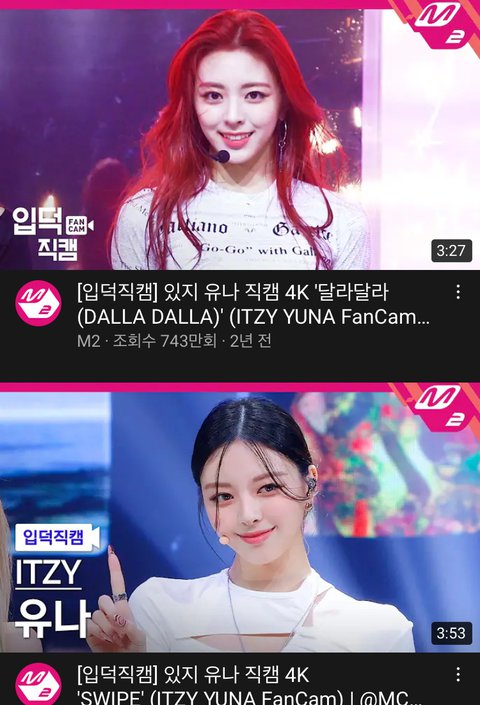 M2
입덕 FAN CAM
직캠
Galliano
"Go-Go" with Gal
3:27
M2
[입덕직캠] 있지 유나 직캠 4K '달라달라
(DALLA DALLA)' (ITZY YUNA FanCam...
M2 · 조회수 743만회 · 2년 전
M2
입덕직캠
ITZY
유나
3:53
M2
[입덕직캠] 있지 유나 직캠 4K
'SWIPE' (ITZY YUNA FanCam) | @MC...